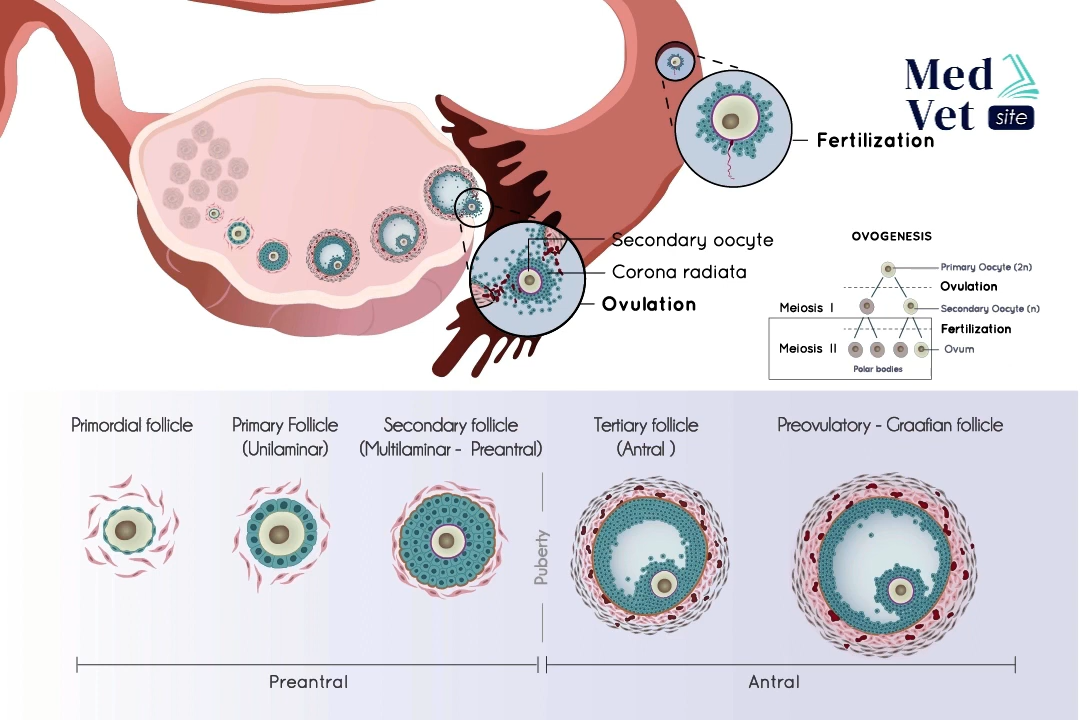 Med
Vet
site
Fertilization
Secondary oocyte
Corona radiata
Ovulation
OVOGENESIS
Primary Oocyte (2n)
Ovulation
Meiosis I
Secondary Oocyte (n)
Fertilization
Meiosis II
Ovum
Polar bodies
Primordial follicle
Primary Follicle
(Unilaminar)
Secondary follicle
(Multilaminar - Preantral)
Tertiary follicle
(Antral )
Preovulatory - Graafian follicle
Puberty
Preantral
Antral